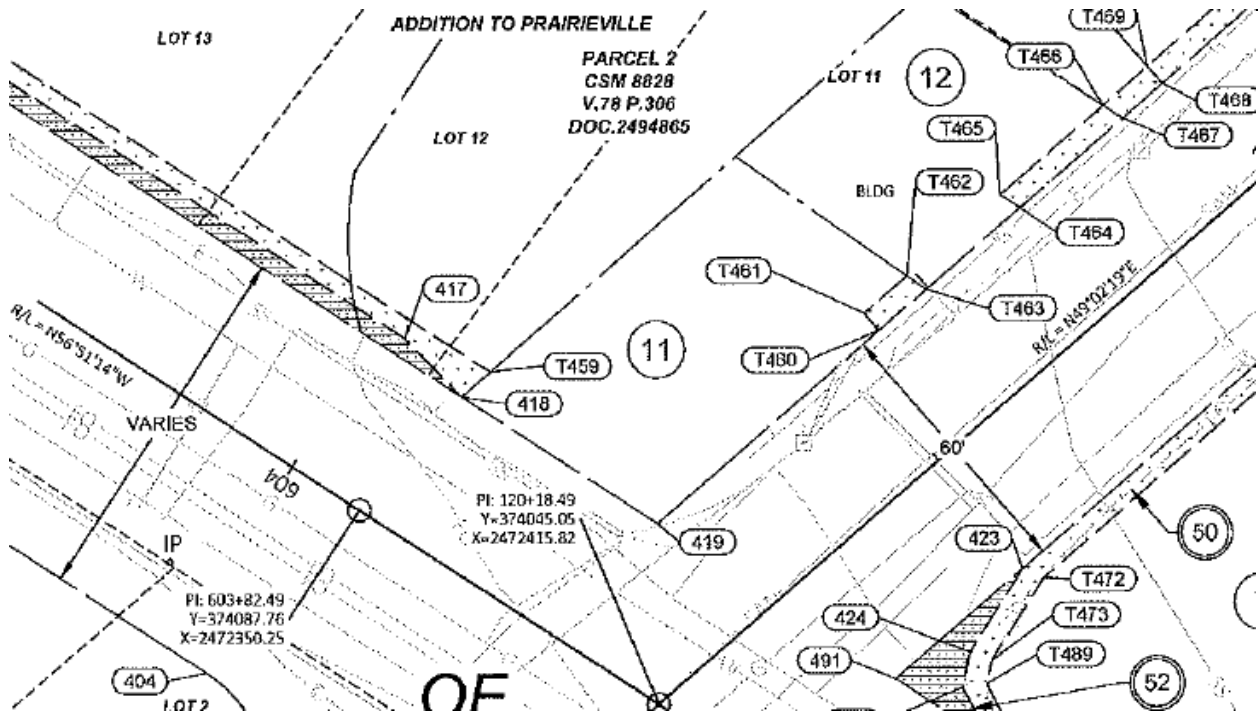 ADDITION TO PRAIRIEVILLE
LOT 13
PARCEL 2
CSM 8828
V.78 P.306
DOC.2494865
LOT 12
LOT 11
12
T469
T466
T468
T467
T465
T462
BLDG
T464
T461
T463
417
R/L = N49°02'19"E
R/L = N56°51'14"W
11
T460
T459
418
VARIES
60'
604
PI: 120+18.49
Y=374045.05
X=2472415.82
419
423
50
IP
T472
PI: 603+82.49
Y=374087.76
X=2472350.25
424
T473
491
T489
404
LOT 2
OF
52